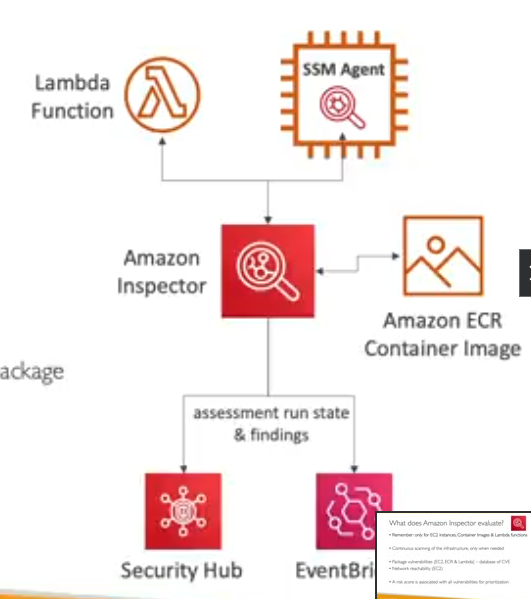 Lambda
Function
SSM Agent
Amazon
Inspector
Amazon ECR
Container Image
ackage
assessment run state
& findings
Security Hub
EventBri
What does Amazon Inspector evaluate?
• Remember: only for EC2 instances, Container Images & Lambda functions
• Continuous scanning of the infrastructure, only when needed
• Package vulnerabilities (EC2, ECR & Lambda) – database of CVE
• Network reachability (EC2)
• A risk score is associated with all vulnerabilities for prioritization